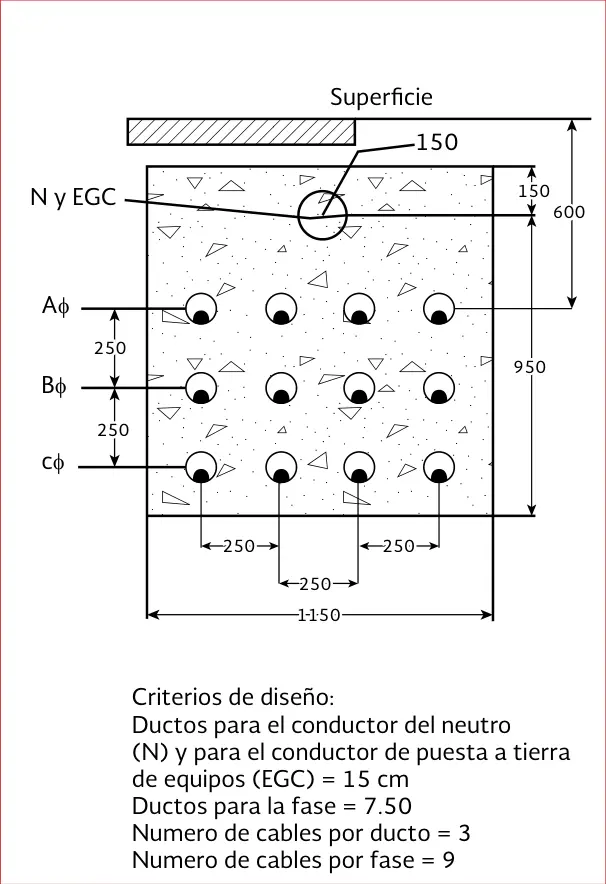 Superficie
150
N y EGC
150
600
Aϕ
250
Bϕ
950
250
cϕ
250
250
250
1150
Criterios de diseño:
Ductos para el conductor del neutro
(N) y para el conductor de puesta a tierra
de equipos (EGC) = 15 cm
Ductos para la fase = 7.50
Numero de cables por ducto = 3
Numero de cables por fase = 9